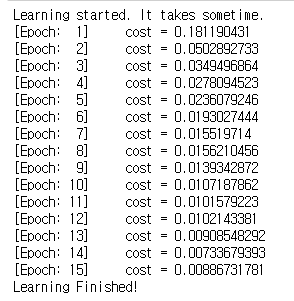 Learning started. It takes sometime.
[Epoch: 1] cost = 0.181190431
[Epoch: 2] cost = 0.0502892733
[Epoch: 3] cost = 0.0349496864
[Epoch: 4] cost = 0.0278094523
[Epoch: 5] cost = 0.0236079246
[Epoch: 6] cost = 0.0193027444
[Epoch: 7] cost = 0.015519714
[Epoch: 8] cost = 0.0156210456
[Epoch: 9] cost = 0.0139342872
[Epoch: 10] cost = 0.0107187862
[Epoch: 11] cost = 0.0101579223
[Epoch: 12] cost = 0.0102143381
[Epoch: 13] cost = 0.00908548292
[Epoch: 14] cost = 0.00733679393
[Epoch: 15] cost = 0.00886731781
Learning Finished!